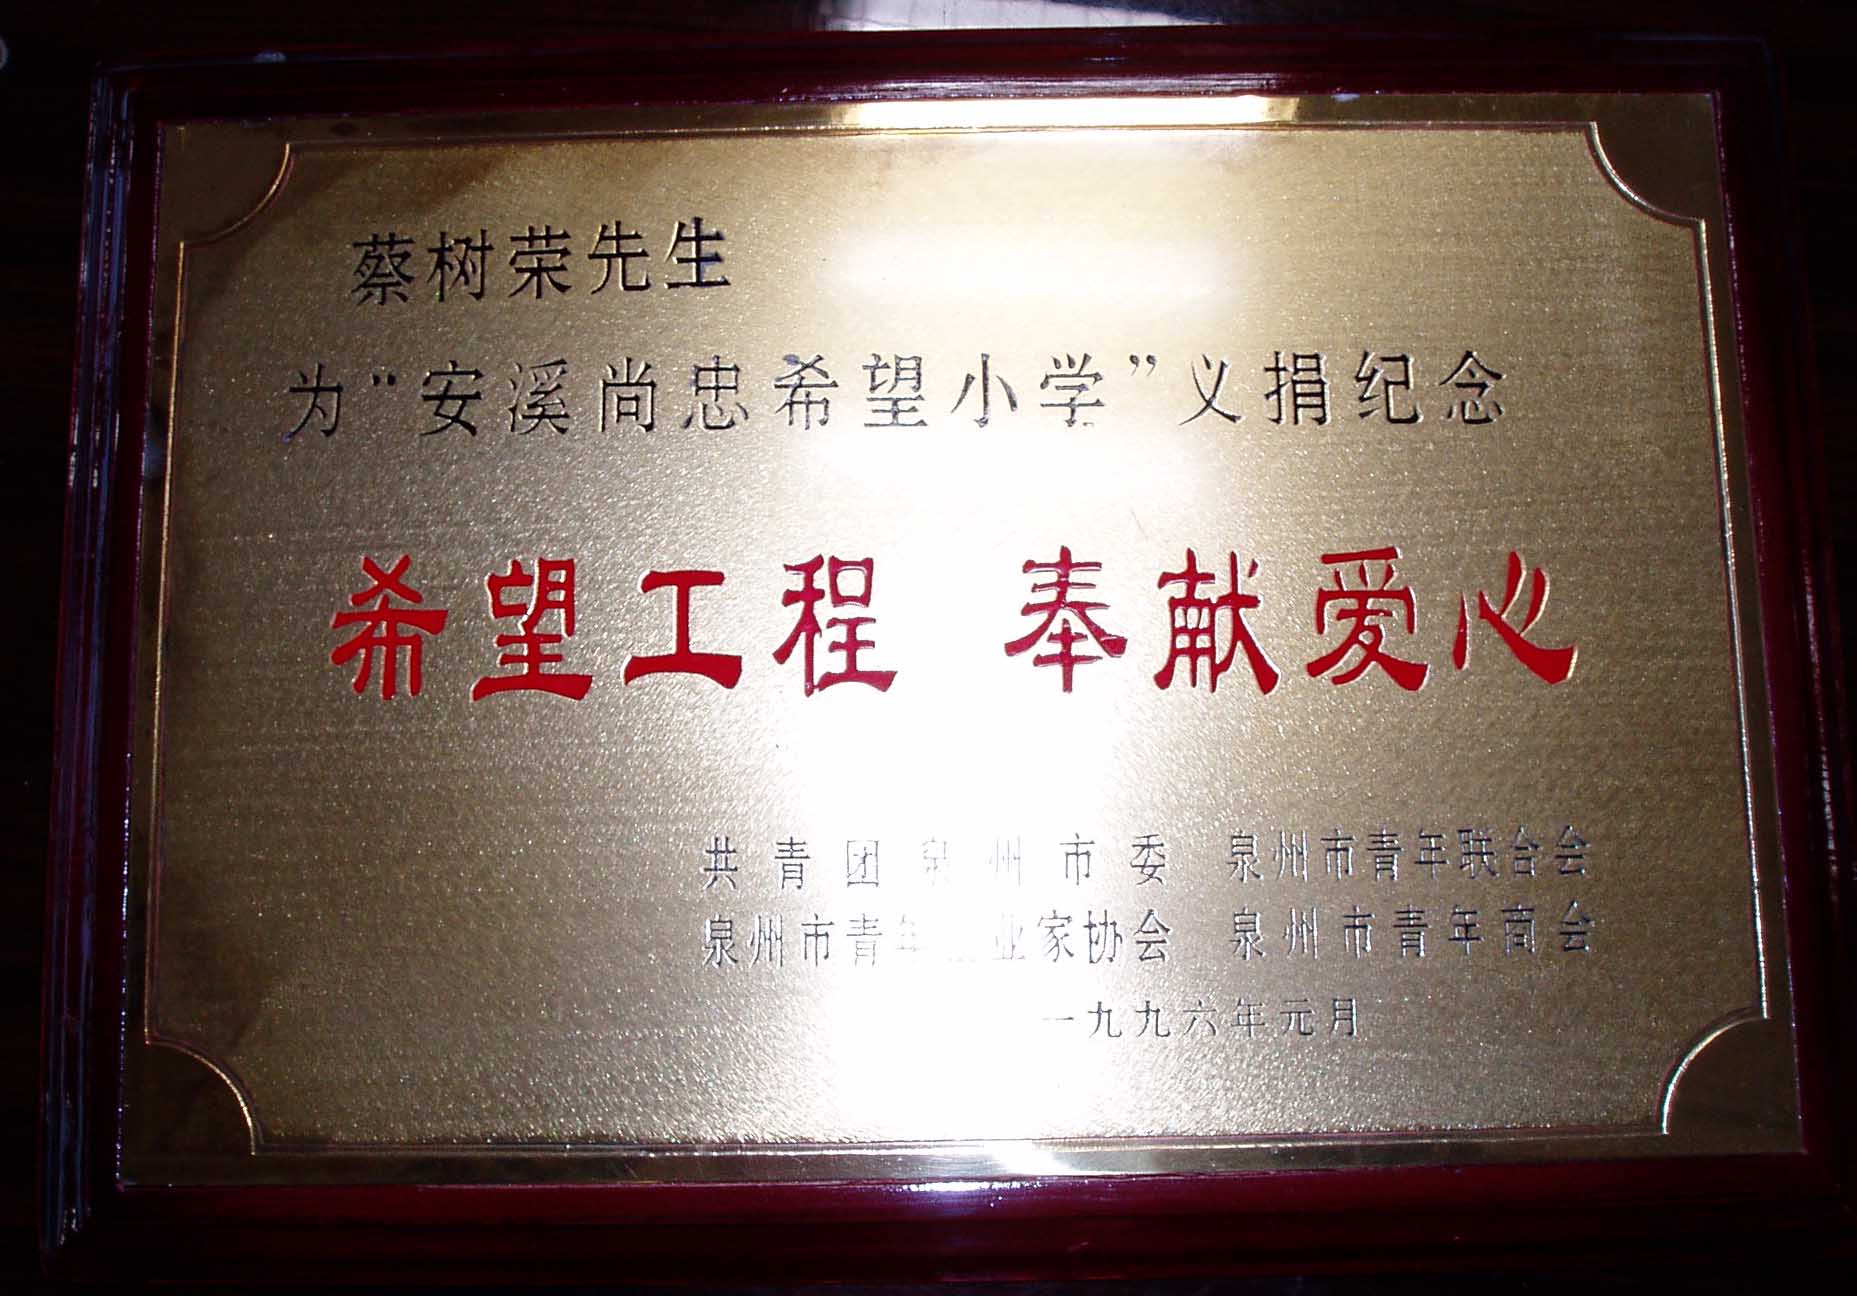 蔡树荣先生
为“安溪尚忠希望小学”义捐纪念
希望工程 奉献爱心
共青团泉州市委 泉州市青年联合会
泉州市青年业家协会 泉州市青年商会
一九九六年元月